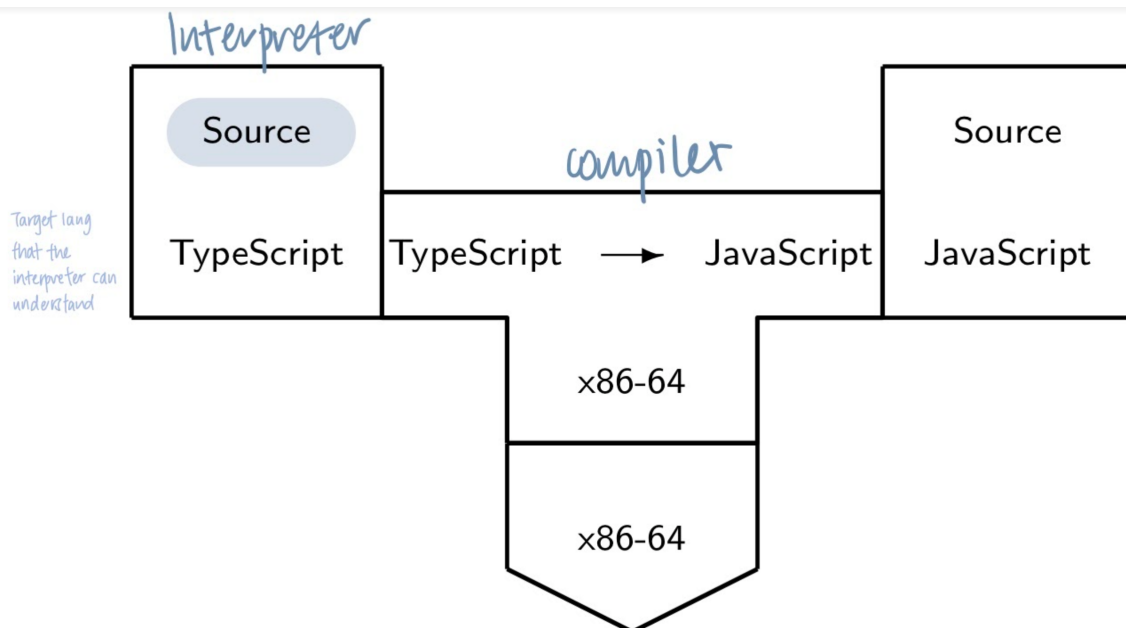 Interpreter
Source
Source
compiler
Target lang
that the
interpreter can
understand
TypeScript
TypeScript → JavaScript
JavaScript
x86-64
x86-64